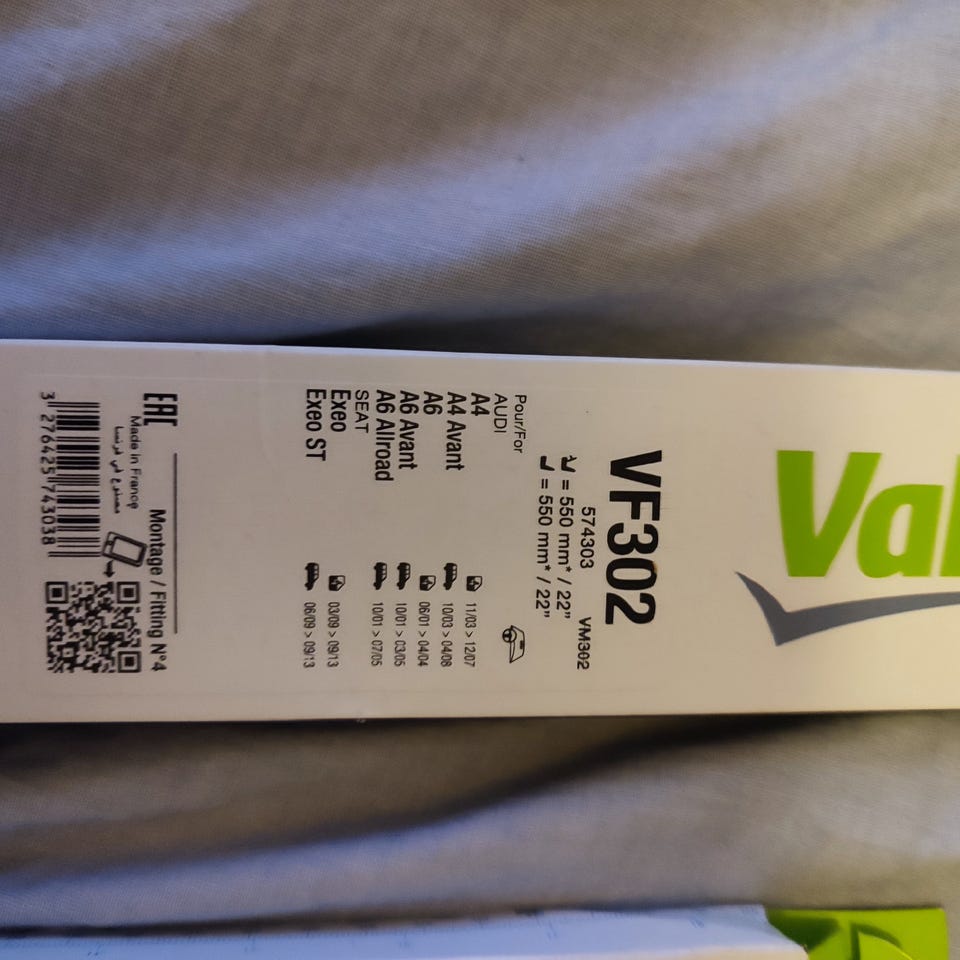 Val
VF302
574303 VM302
= 550 mm* / 22"
= 550 mm* / 22"
Pour/For
AUDI
A4 11/03 > 12/07
A4 Avant 10/03 > 04/08
A6 06/01 > 04/04
A6 Avant 10/01 > 03/05
A6 Allroad 10/01 > 07/05
SEAT
Exeo 03/09 > 09/13
Exeo ST 06/09 > 09/13
Montage / Fitting N°4
EAC
Made in France
مصنوع في فرنسا
3 276425 743038